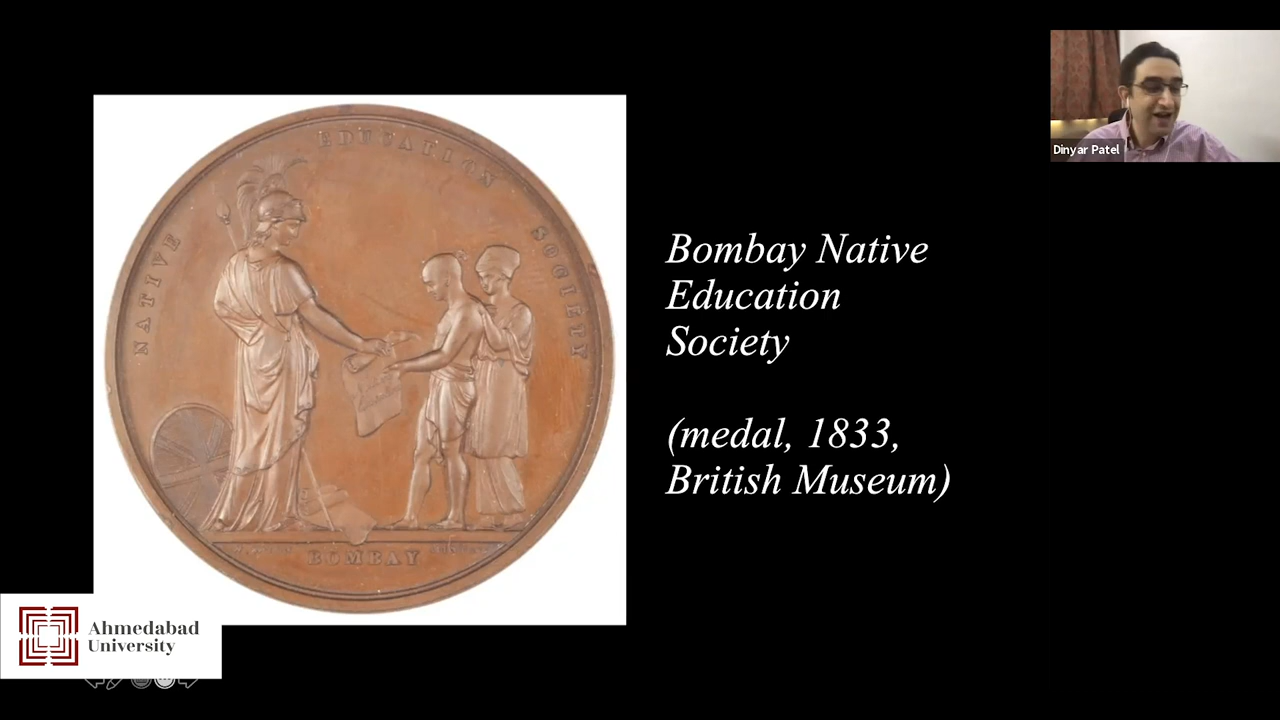 NATIVE EDUCATION SOCIETY
BOMBAY
Bombay Native
Education
Society
(medal, 1833,
British Museum)
Dinyar Patel
Ahmedabad
University